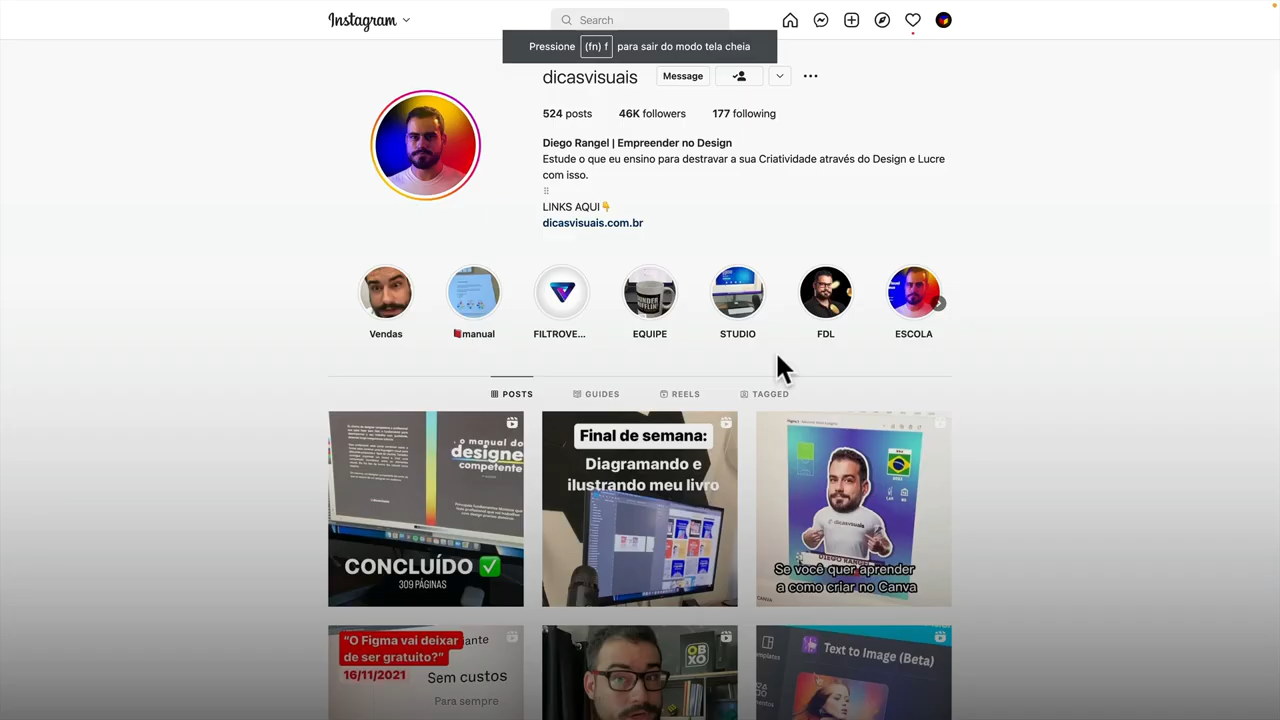 Instagram
Search
Pressione (fn) f para sair do modo tela cheia
dicasvisuais
Message
524 posts 46K followers 177 following
Diego Rangel | Empreender no Design
Estude o que eu ensino para destravar a sua Criatividade através do Design e Lucre
com isso.
LINKS AQUI👇
dicasvisuais.com.br
Vendas
📕manual
FILTROVE...
EQUIPE
STUDIO
FDL
ESCOLA
POSTS
GUIDES
REELS
TAGGED
o manual do
designer
competente
CONCLUÍDO ✅
309 PÁGINAS
Final de semana:
Diagramando e
ilustrando meu livro
dicasvisuais
Se você quer aprender
a como criar no Canva
"O Figma vai deixar
de ser gratuito?"
16/11/2021
Sem custos
Para sempre
OB
XO
Text to Image (Beta)